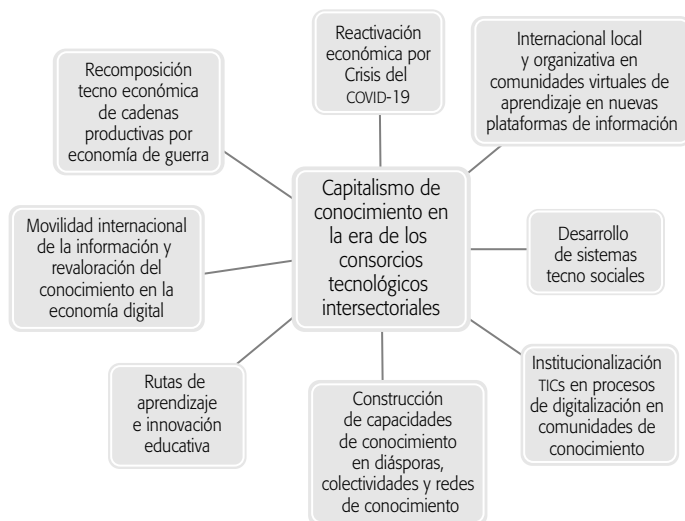 Reactivación
económica por
Crisis del
COVID-19
Internacional local
y organizativa en
comunidades virtuales de
aprendizaje en nuevas
plataformas de información
Recomposición
tecno económica
de cadenas
productivas por
economía de guerra
Capitalismo de
conocimiento en
la era de los
consorcios
tecnológicos
intersectoriales
Movilidad internacional
de la información y
revaloración del
conocimiento en la
economía digital
Desarrollo
de sistemas
tecno sociales
Rutas de
aprendizaje
e innovación
educativa
Construcción
de capacidades
de conocimiento
en diásporas,
colectividades y redes
de conocimiento
Institucionalización
TICs en procesos
de digitalización en
comunidades de
conocimiento